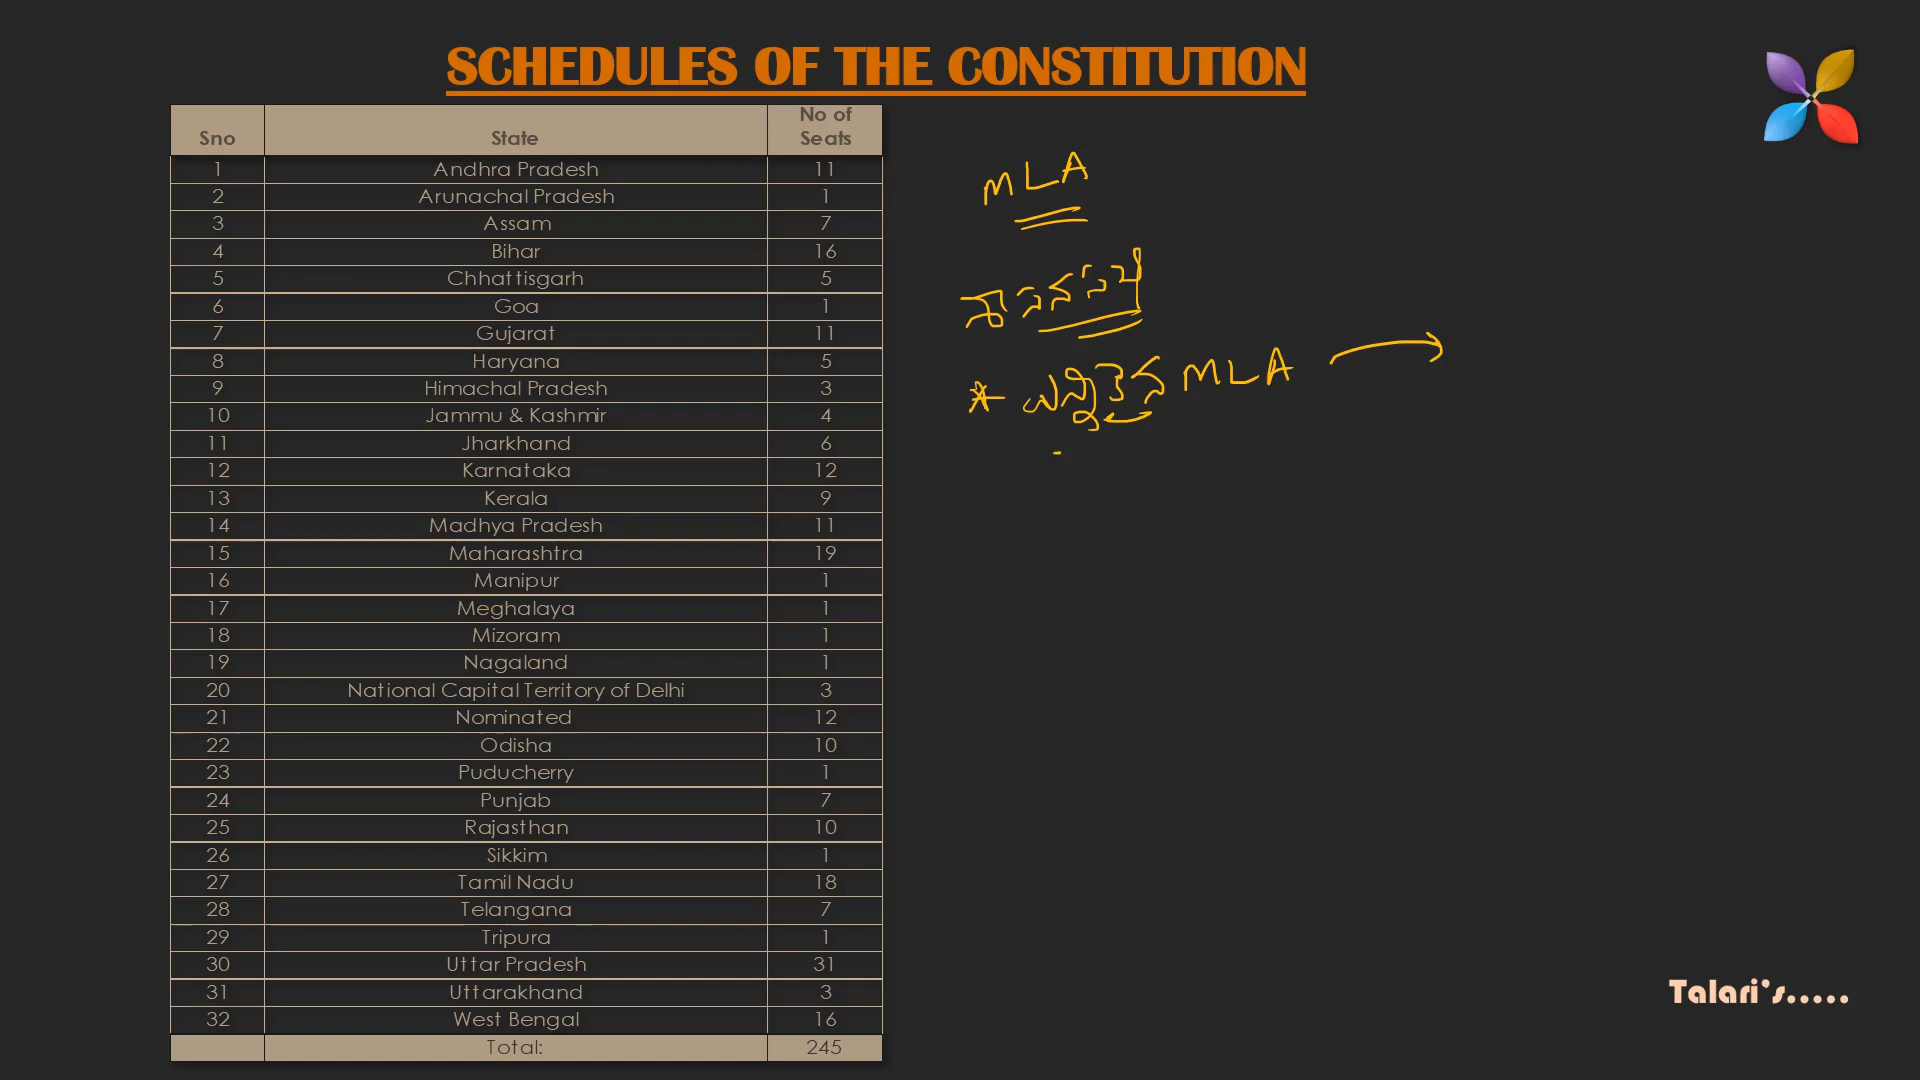 SCHEDULES OF THE CONSTITUTION
Sno State No of Seats
1 Andhra Pradesh 11
2 Arunachal Pradesh 1
3 Assam 7
4 Bihar 16
5 Chhattisgarh 5
6 Goa 1
7 Gujarat 11
8 Haryana 5
9 Himachal Pradesh 3
10 Jammu & Kashmir 4
11 Jharkhand 6
12 Karnataka 12
13 Kerala 9
14 Madhya Pradesh 11
15 Maharashtra 19
16 Manipur 1
17 Meghalaya 1
18 Mizoram 1
19 Nagaland 1
20 National Capital Territory of Delhi 3
21 Nominated 12
22 Odisha 10
23 Puducherry 1
24 Punjab 7
25 Rajasthan 10
26 Sikkim 1
27 Tamil Nadu 18
28 Telangana 7
29 Tripura 1
30 Uttar Pradesh 31
31 Uttarakhand 3
32 West Bengal 16
Total: 245
MLA
* MLA
Talari's.....